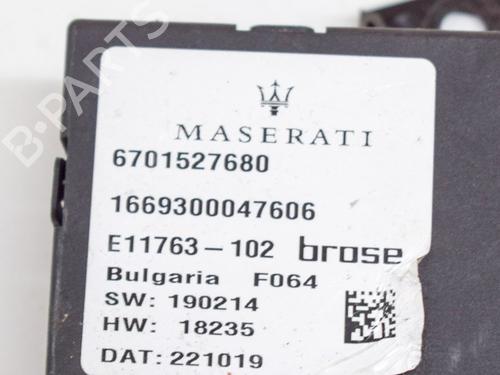 B-PARTS
MASERATI
6701527680
1669300047606
E11763-102 brose
Bulgaria F064
SW: 190214
HW: 18235
DAT: 221019